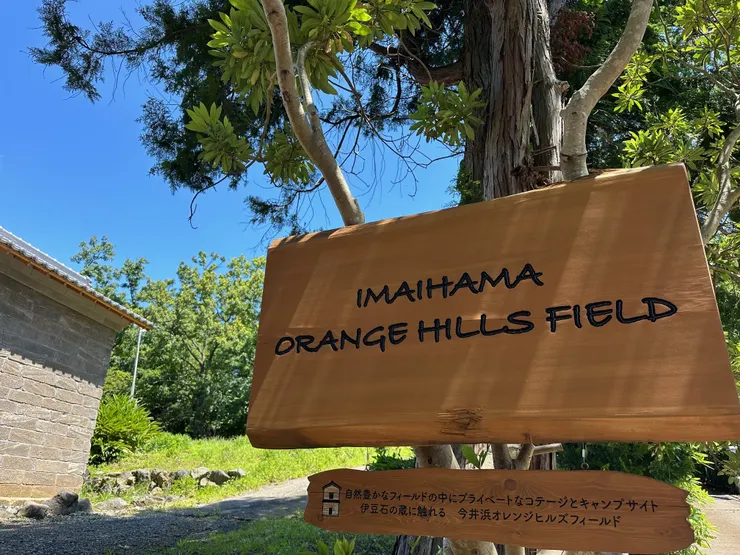 IMAIHAMA
ORANGE HILLS FIELD
自然豊かなフィールドの中にプライベートなコテージとキャンプサイト
伊豆石の蔵に触れる　今井浜オレンジヒルズフィールド